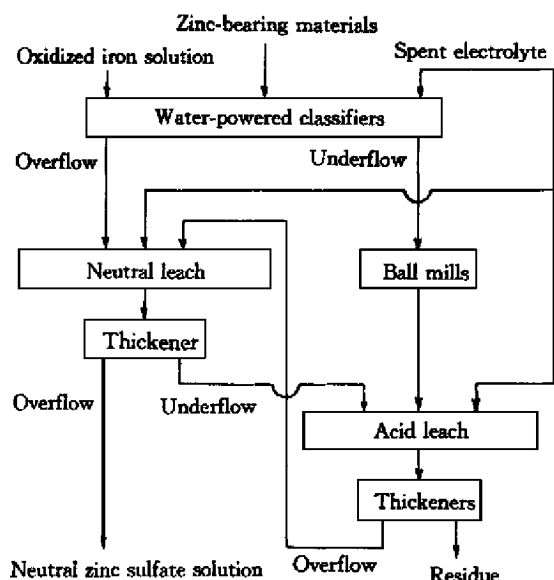 Zinc-bearing materials
Oxidized iron solution
Spent electrolyte
Water-powered classifiers
Overflow
Underflow
Neutral leach
Ball mills
Thickener
Overflow
Underflow
Acid leach
Thickeners
Neutral zinc sulfate solution
Overflow
Residue